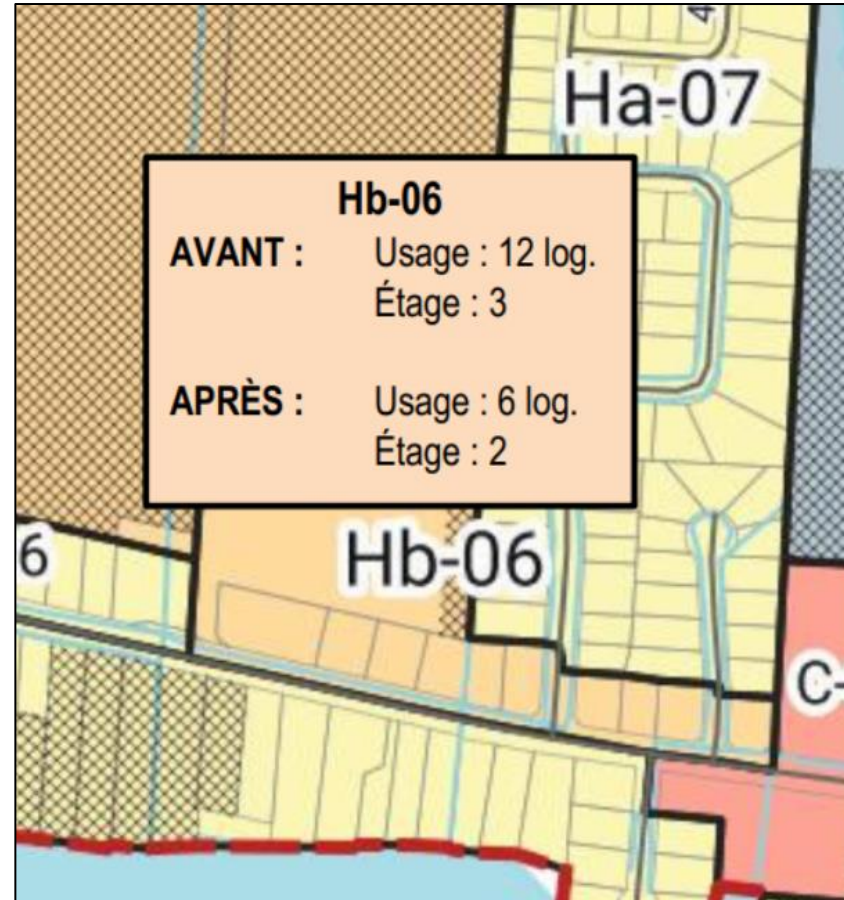 4
Ha-07
Hb-06
AVANT : Usage : 12 log.
Étage : 3
APRÈS : Usage : 6 log.
Étage : 2
6
Hb-06
C-